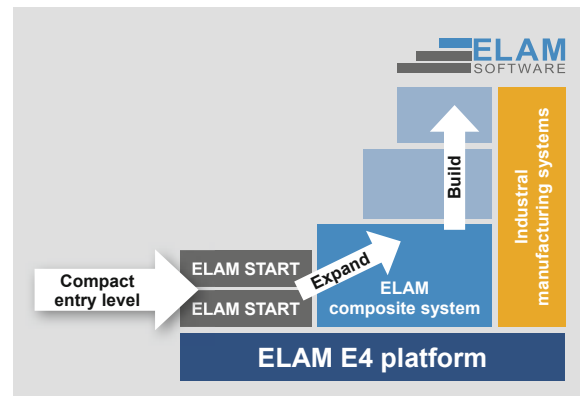 ELAM
SOFTWARE
Industral
manufacturing systems
Build
Expand
ELAM START
ELAM START
Compact
entry level
ELAM
composite system
ELAM E4 platform